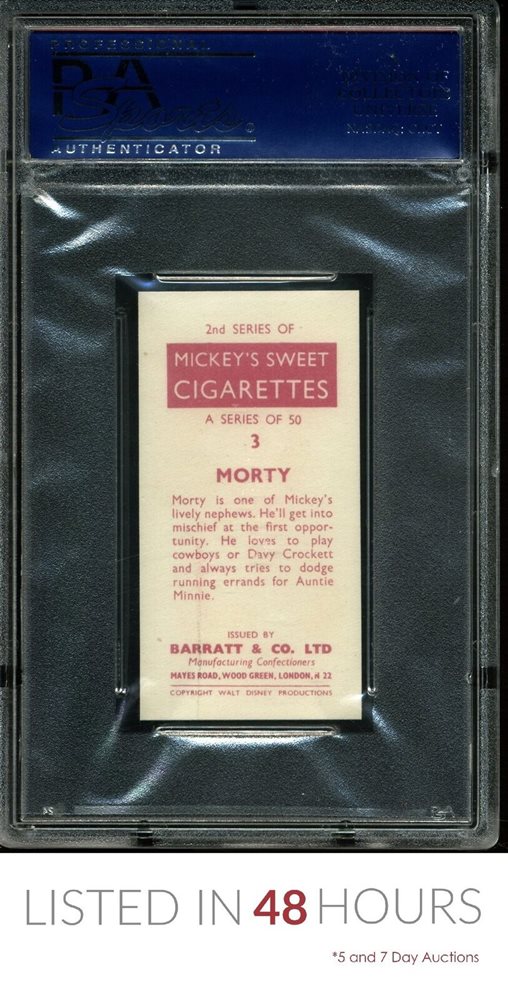 PROFESSIONAL
PSA
Sports
AUTHENTICATOR
2nd SERIES OF
MICKEY'S SWEET
CIGARETTES
A SERIES OF 50
3
MORTY
Morty is one of Mickey's
lively nephews. He'll get into
mischief at the first oppor-
tunity. He loves to play
cowboys or Davy Crockett
and always tries to dodge
running errands for Auntie
Minnie.
ISSUED BY
BARRATT & CO. LTD
Manufacturing Confectioners
MAYES ROAD, WOOD GREEN, LONDON, N 22
COPYRIGHT WALT DISNEY PRODUCTIONS
LISTED IN 48 HOURS
*5 and 7 Day Auctions